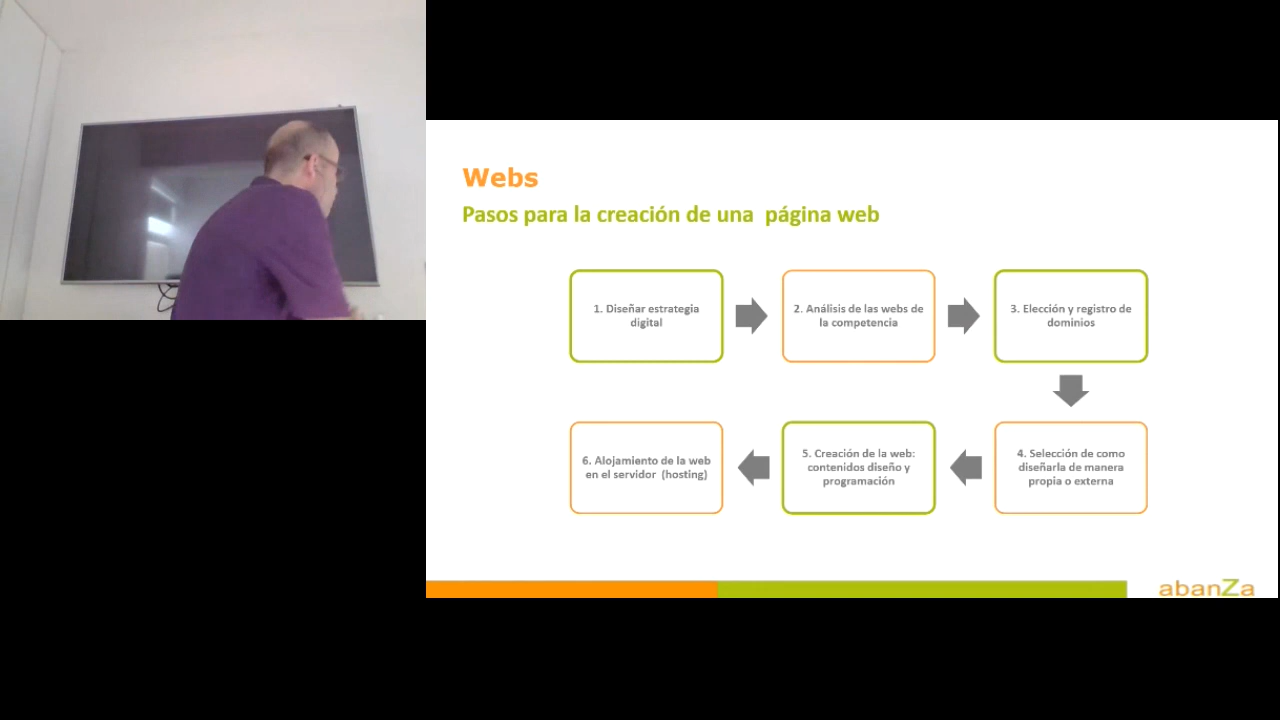 Webs
Pasos para la creación de una página web
1. Diseñar estrategia
digital
2. Análisis de las webs de
la competencia
3. Elección y registro de
dominios
4. Selección de como
diseñarla de manera
propia o externa
5. Creación de la web:
contenidos diseño y
programación
6. Alojamiento de la web
en el servidor (hosting)
abanZa